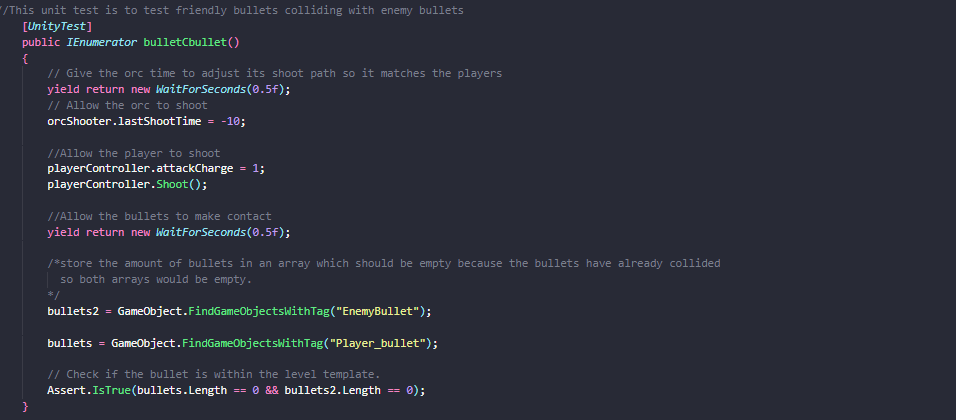 //This unit test is to test friendly bullets colliding with enemy bullets
[UnityTest]
public IEnumerator bulletCbullet()
{
// Give the orc time to adjust its shoot path so it matches the players
yield return new WaitForSeconds(0.5f);
// Allow the orc to shoot
orcShooter.lastShootTime = -10;
//Allow the player to shoot
playerController.attackCharge = 1;
playerController.Shoot();
//Allow the bullets to make contact
yield return new WaitForSeconds(0.5f);
/*store the amount of bullets in an array which should be empty because the bullets have already collided
so both arrays would be empty.
*/
bullets2 = GameObject.FindGameObjectsWithTag("EnemyBullet");
bullets = GameObject.FindGameObjectsWithTag("Player_bullet");
// Check if the bullet is within the level template.
Assert.IsTrue(bullets.Length == 0 && bullets2.Length == 0);
}